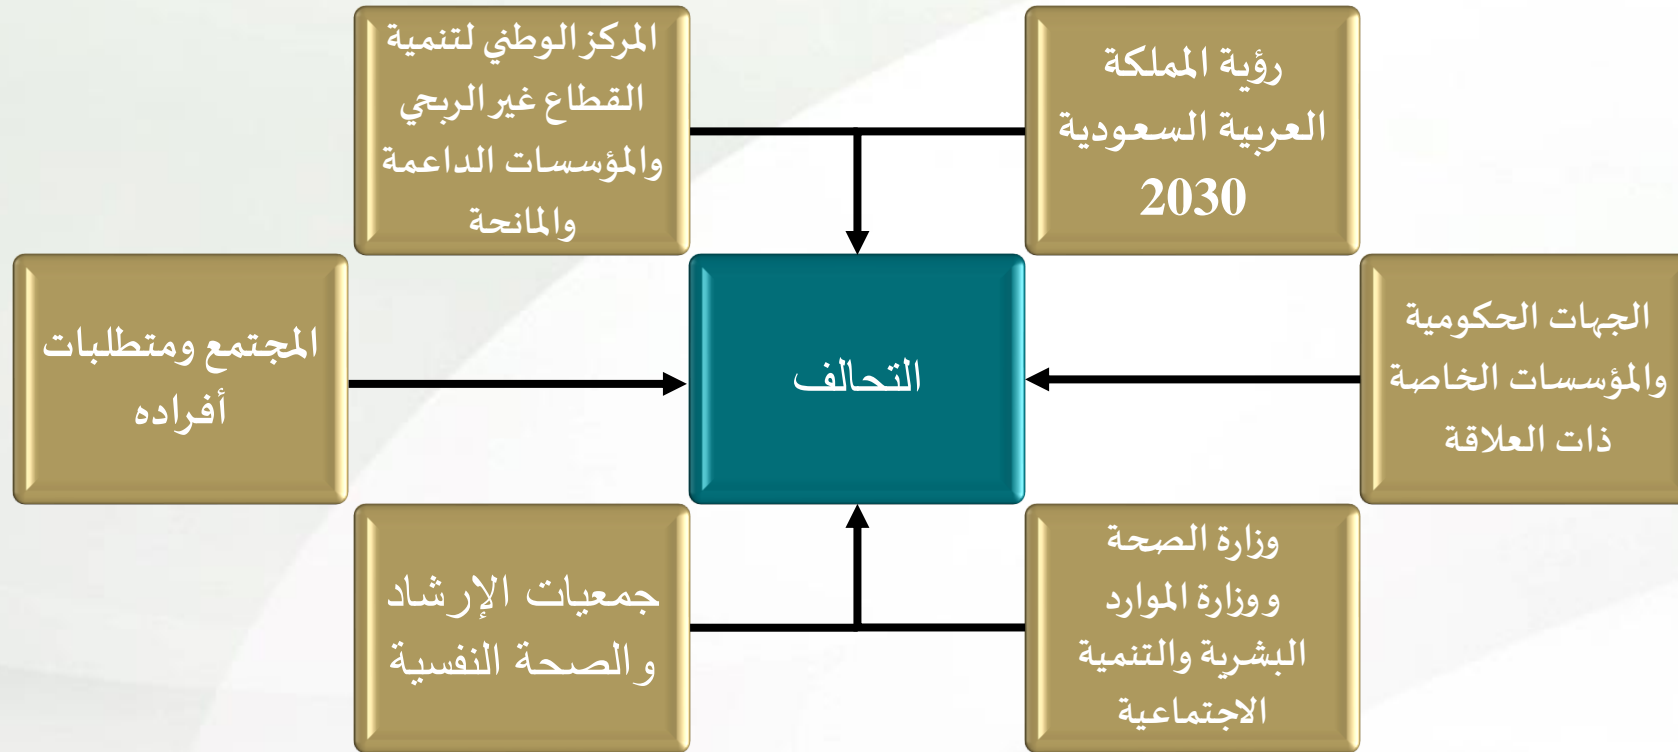 رؤية المملكة
العربية السعودية
2030
المركز الوطني لتنمية
القطاع غير الربحي
والمؤسسات الداعمة
والمانحة
الجهات الحكومية
والمؤسسات الخاصة
ذات العلاقة
التحالف
المجتمع ومتطلبات
أفراده
وزارة الصحة
ووزارة الموارد
البشرية والتنمية
الاجتماعية
جمعيات الإرشاد
والصحة النفسية